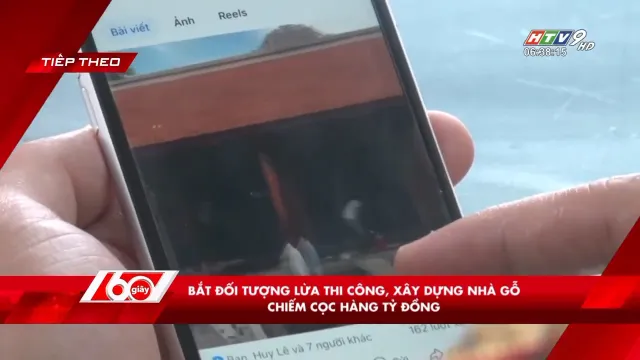 Bài viết
Ảnh
Reels
TIẾP THEO
HTV9 HD
06:38:15
60 giây
BẮT ĐỐI TƯỢNG LỪA THI CÔNG, XÂY DỰNG NHÀ GỖ
CHIẾM CỌC HÀNG TỶ ĐỒNG
Bạn, Huy Lê và 7 người khác
162 lượt